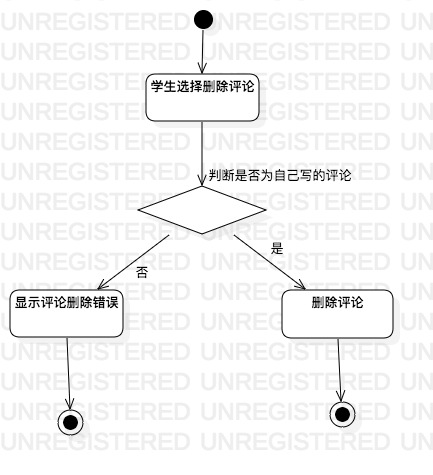 学生选择删除评论
判断是否为自己写的评论
否
是
显示评论删除错误
删除评论
UNREGISTERED